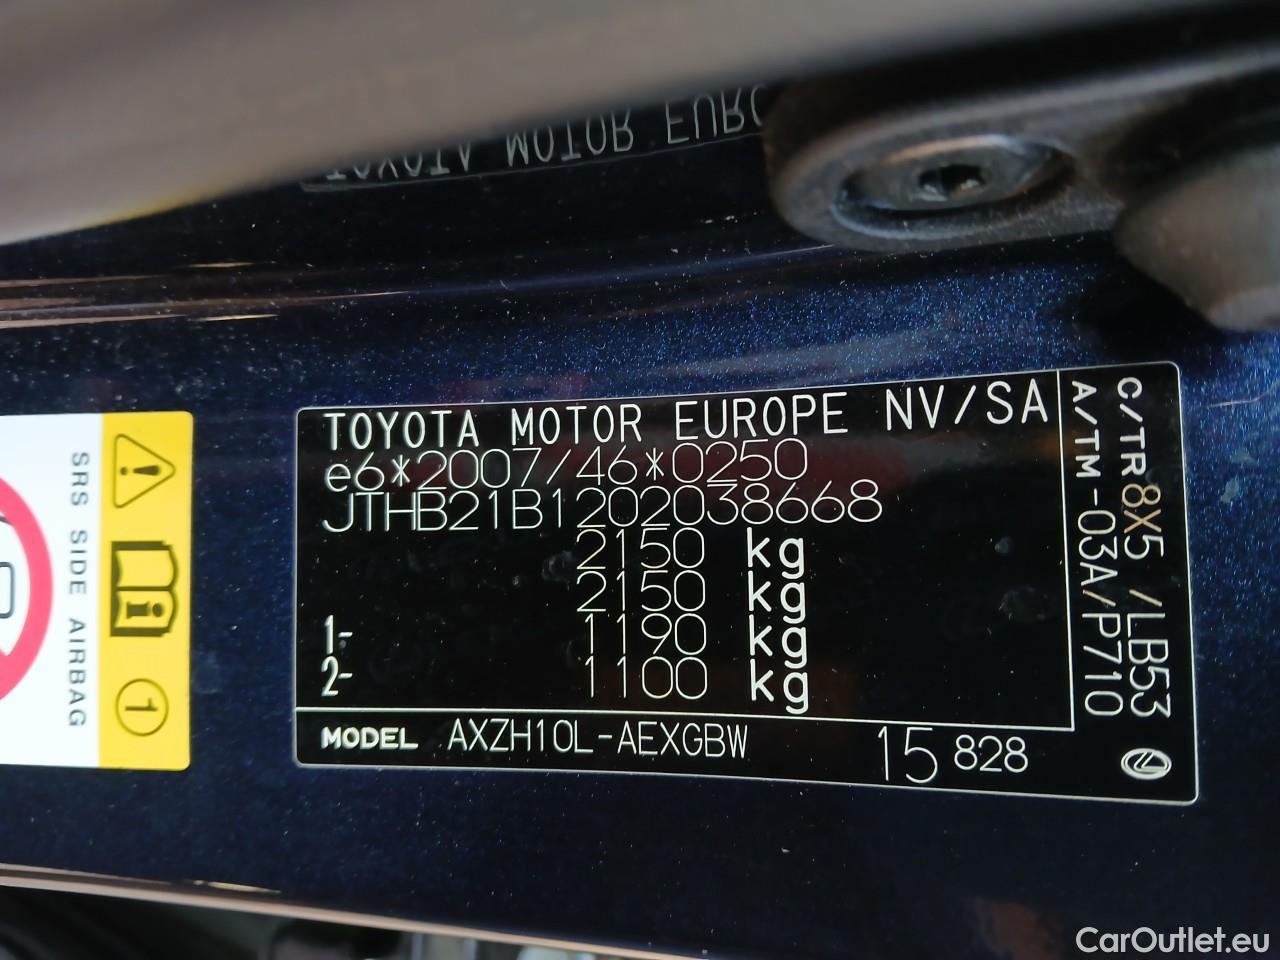 TOYOTA MOTOR EURO
TOYOTA MOTOR EUROPE NV/SA
e6*2007/46*0250
JTHB21B1202038668
2150 kg
2150 kg
1- 1190 kg
2- 1100 kg
MODEL AXZH10L-AEXGBW 15 828
C/TR 8X5 /LB53
A/TM -03A/P710
SRS SIDE AIRBAG
1
CarOutlet.eu